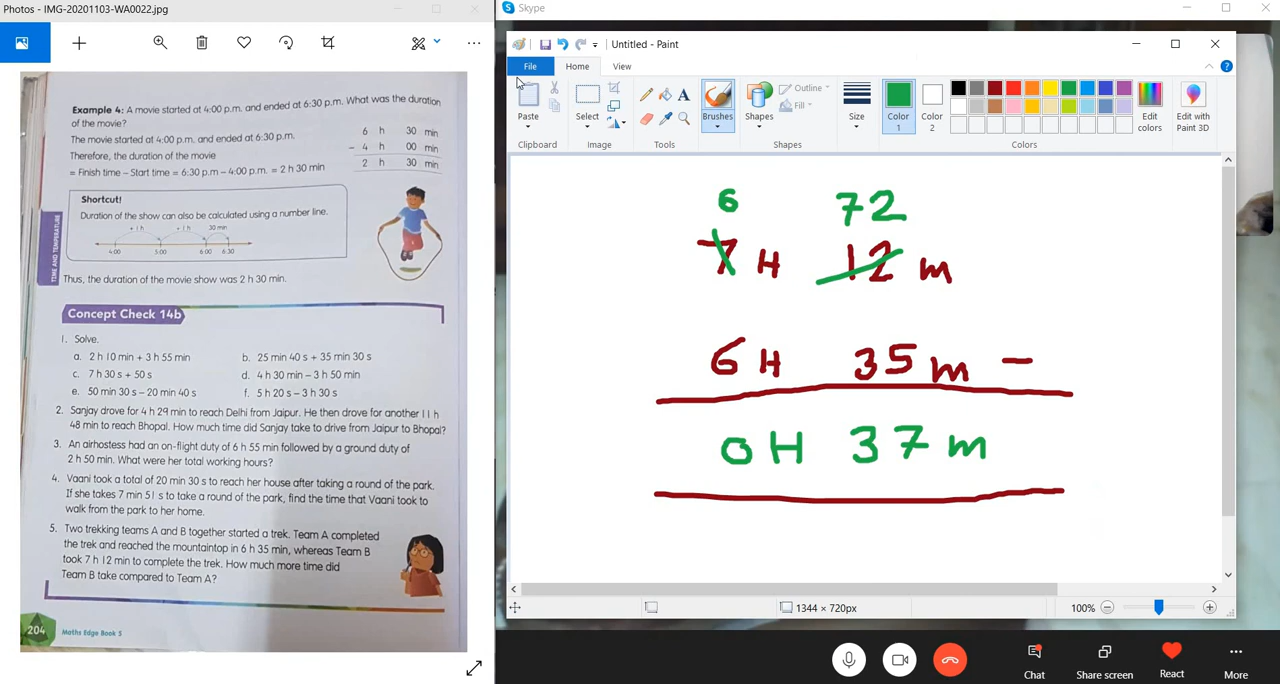 Photos - IMG-20201103-WA0022.jpg
Example 4: A movie started at 4:00 p.m. and ended at 6:30 p.m. What was the duration
of the movie?
The movie started at 4:00 p.m. and ended at 6:30 p.m.
Therefore, the duration of the movie
= Finish time – Start time = 6:30 p.m – 4:00 p.m. = 2 h 30 min
6 h 30 min
– 4 h 00 min
2 h 30 min
Shortcut!
Duration of the show can also be calculated using a number line.
+ 1 h + 1 h 30 min
4:00 5:00 6:00 6:30
Thus, the duration of the movie show was 2 h 30 min.
TIME AND TEMPERATURE
Concept Check 14b
1. Solve.
a. 2 h 10 min + 3 h 55 min b. 25 min 40 s + 35 min 30 s
c. 7 h 30 s + 50 s d. 4 h 30 min – 3 h 50 min
e. 50 min 30 s – 20 min 40 s f. 5 h 20 s – 3 h 30 s
2. Sanjay drove for 4 h 29 min to reach Delhi from Jaipur. He then drove for another 11 h
48 min to reach Bhopal. How much time did Sanjay take to drive from Jaipur to Bhopal?
3. An airhostess had an on-flight duty of 6 h 55 min followed by a ground duty of
2 h 50 min. What were her total working hours?
4. Vaani took a total of 20 min 30 s to reach her house after taking a round of the park.
If she takes 7 min 51 s to take a round of the park, find the time that Vaani took to
walk from the park to her home.
5. Two trekking teams A and B together started a trek. Team A completed
the trek and reached the mountaintop in 6 h 35 min, whereas Team B
took 7 h 12 min to complete the trek. How much more time did
Team B take compared to Team A?
204 Maths Edge Book 5
Skype
Untitled - Paint
File Home View
Paste
Clipboard
Select
Image
Tools
Brushes
Shapes
Outline
Fill
Shapes
Size
Color
1
Color
2
Edit
colors
Edit with
Paint 3D
Colors
6 72
7 H 12 m
6 H 35 m –
0 H 37 m
1344 × 720px
100%
Chat
Share screen
React
More